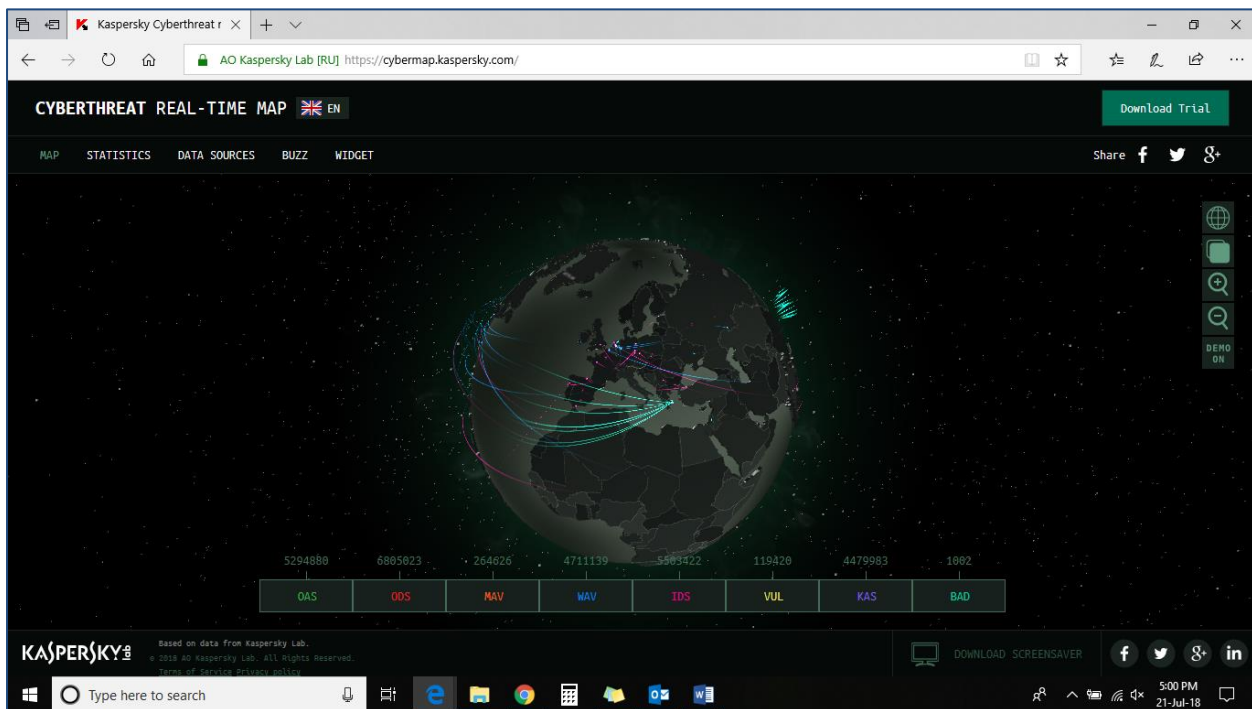 Kaspersky Cyberthreat r
AO Kaspersky Lab [RU] https://cybermap.kaspersky.com/
CYBERTHREAT REAL-TIME MAP EN
Download Trial
MAP STATISTICS DATA SOURCES BUZZ WIDGET
Share f g+
DEMO
ON
5294880 6805023 264626 4711139 5503422 119420 4479983 1002
OAS ODS MAV WAV IDS VUL KAS BAD
KASPERSKY lab
Based on data from Kaspersky Lab.
© 2018 AO Kaspersky Lab. All Rights Reserved.
Terms of Service Privacy policy
DOWNLOAD SCREENSAVER f g+ in
Type here to search
5:00 PM
21-Jul-18